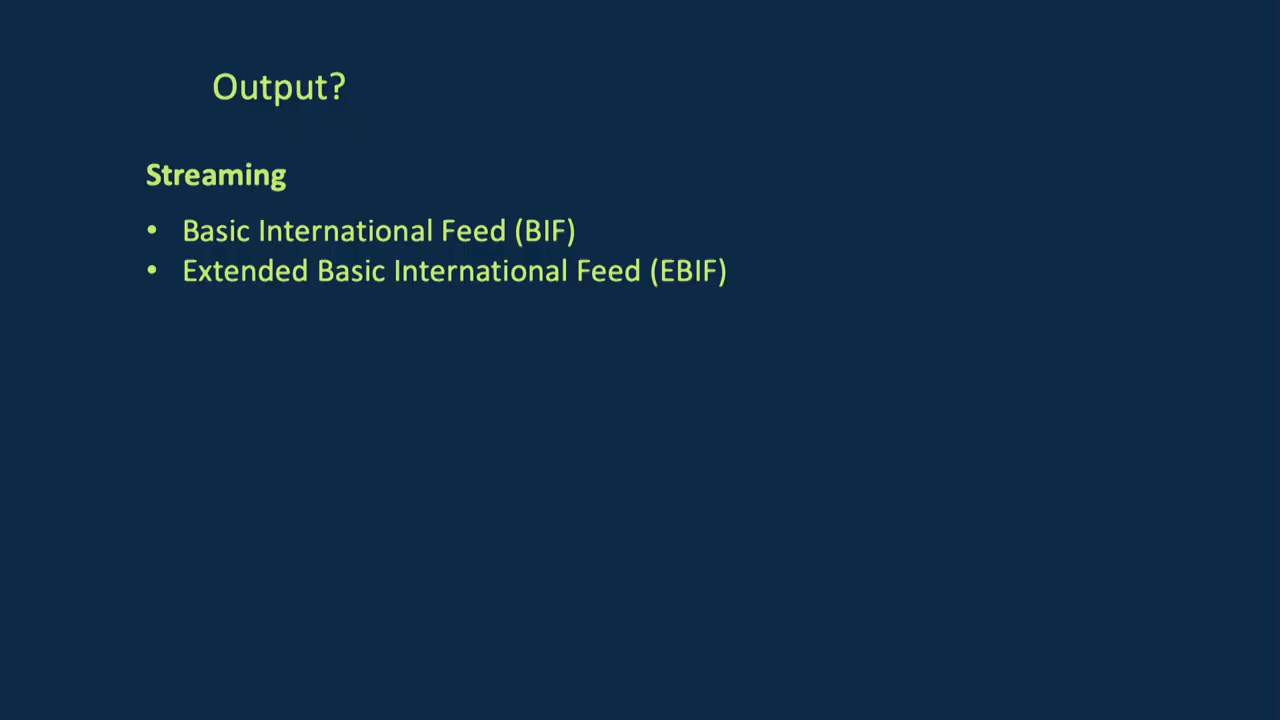 Output?
Streaming
• Basic International Feed (BIF)
• Extended Basic International Feed (EBIF)